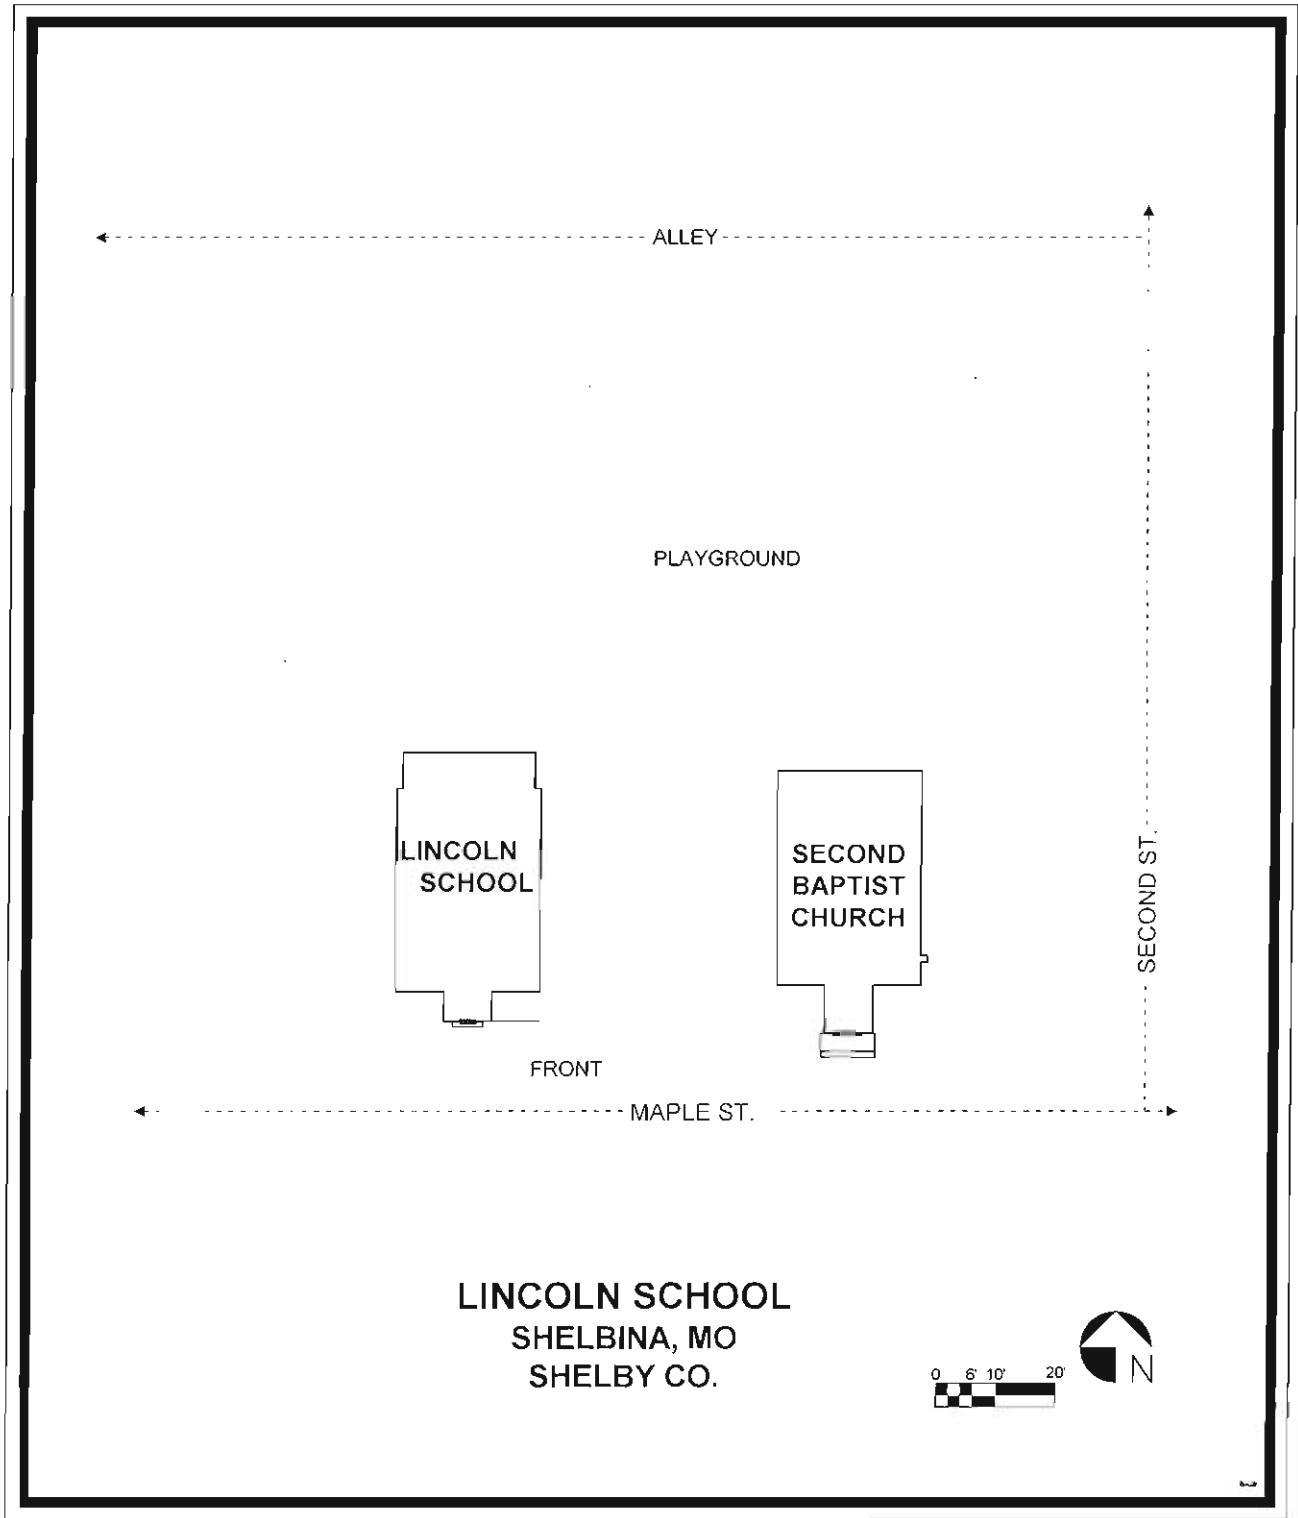 ALLEY
PLAYGROUND
LINCOLN
SCHOOL
SECOND
BAPTIST
CHURCH
SECOND ST.
FRONT
MAPLE ST.
LINCOLN SCHOOL
SHELBINA, MO
SHELBY CO.
0 6' 10' 20'
N